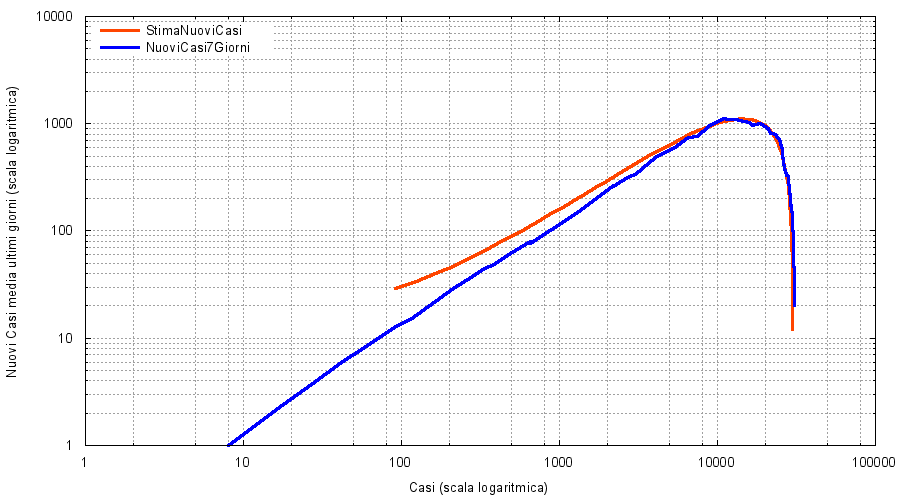 StimaNuoviCasi
NuoviCasi7Giorni
Nuovi Casi media ultimi giorni (scala logaritmica)
10000
1000
100
10
1
1 10 100 1000 10000 100000
Casi (scala logaritmica)